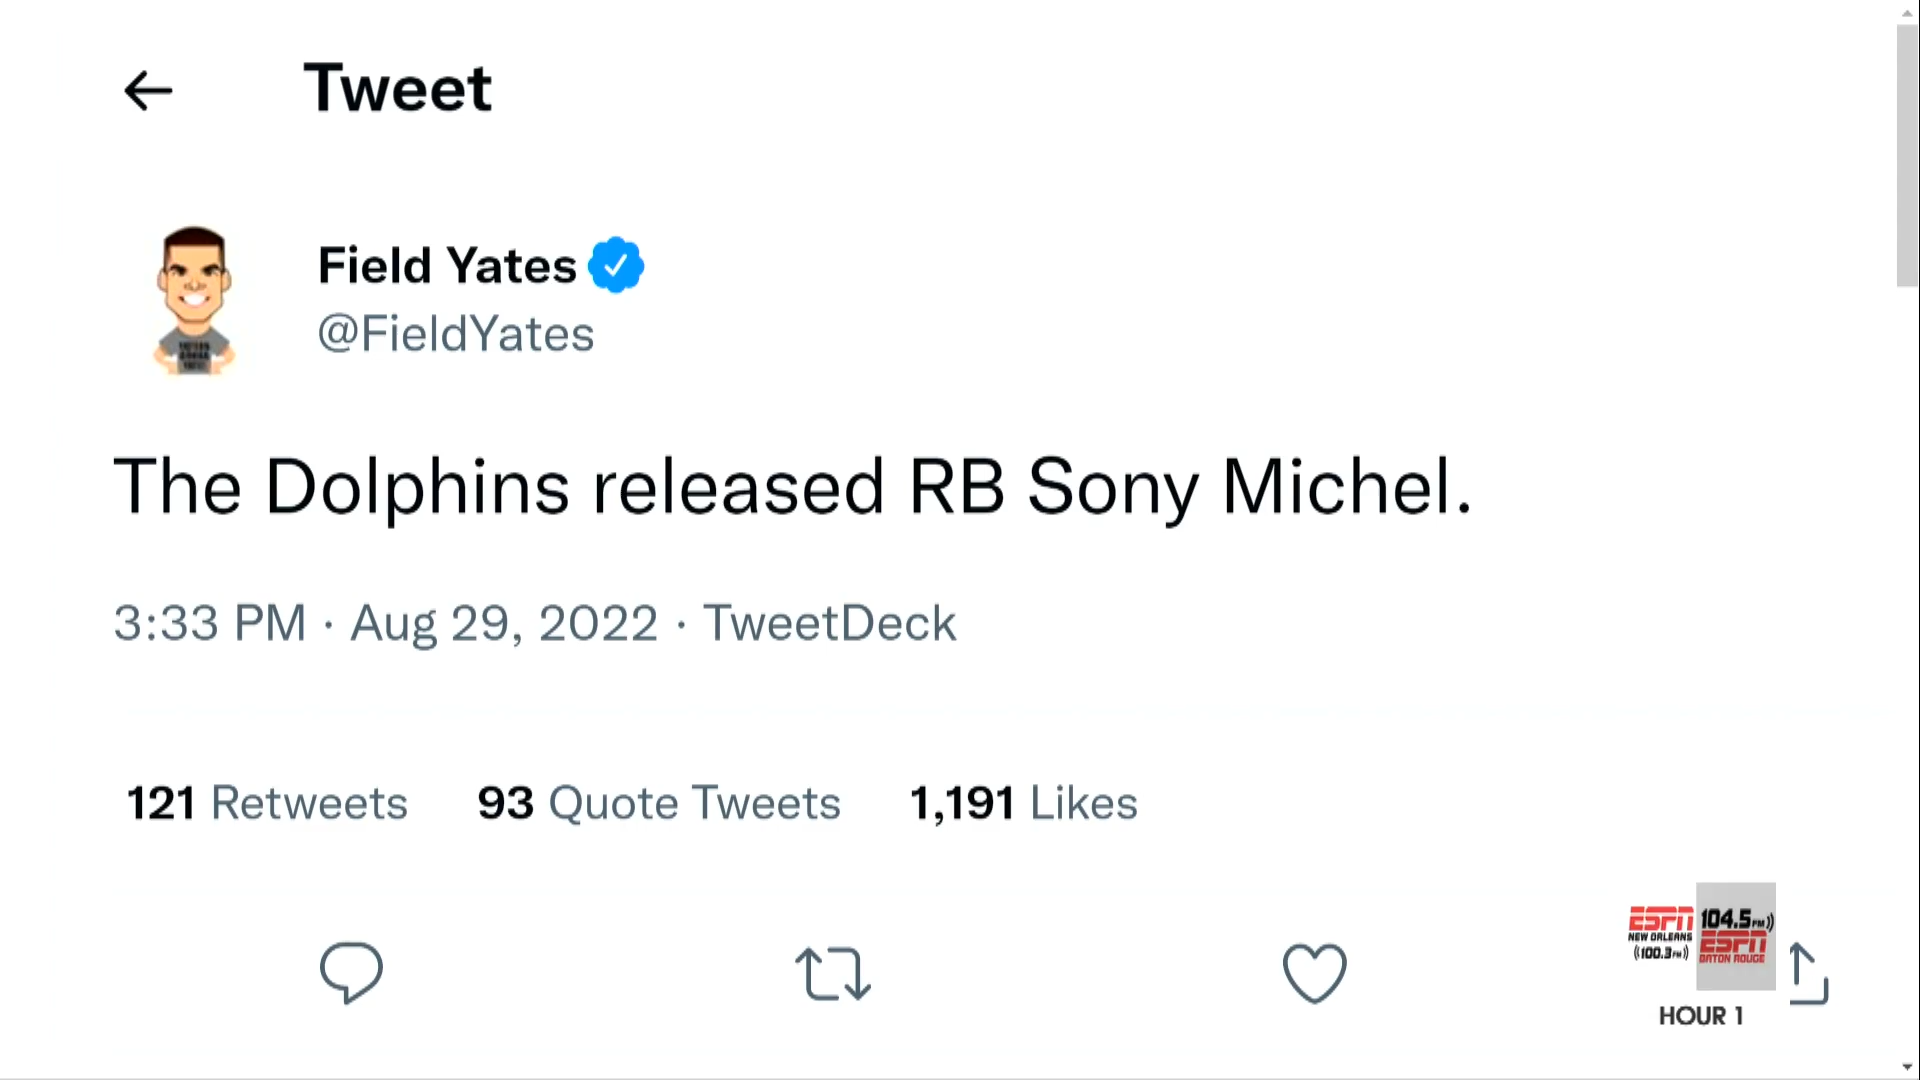 Tweet
Field Yates
@FieldYates
The Dolphins released RB Sony Michel.
3:33 PM · Aug 29, 2022 · TweetDeck
121 Retweets 93 Quote Tweets 1,191 Likes
ESPN
NEW ORLEANS
((100.3FM))
104.5FM))
ESPN
BATON ROUGE
HOUR 1